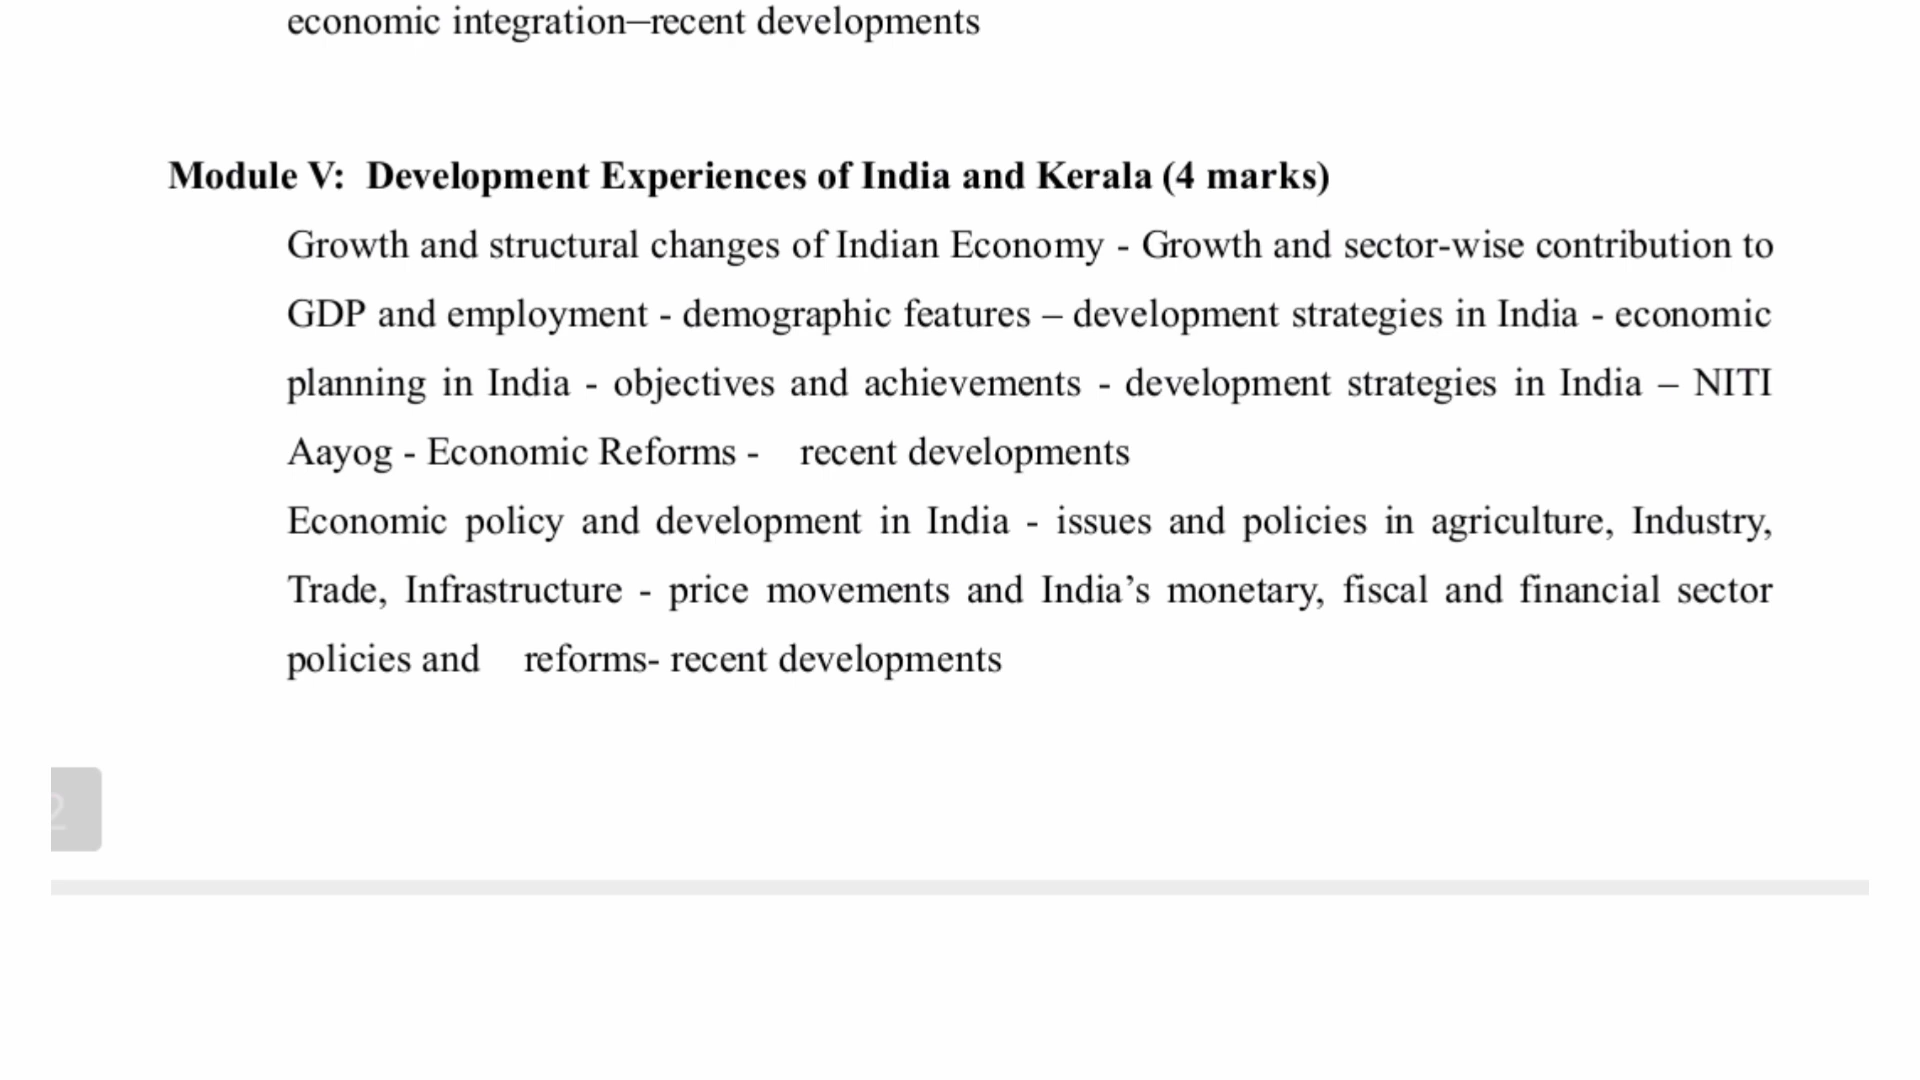 economic integration–recent developments
Module V:  Development Experiences of India and Kerala (4 marks)
Growth and structural changes of Indian Economy - Growth and sector-wise contribution to
GDP and employment - demographic features – development strategies in India - economic
planning in India - objectives and achievements - development strategies in India – NITI
Aayog - Economic Reforms -    recent developments
Economic policy and development in India - issues and policies in agriculture, Industry,
Trade, Infrastructure - price movements and India’s monetary, fiscal and financial sector
policies and    reforms- recent developments
2